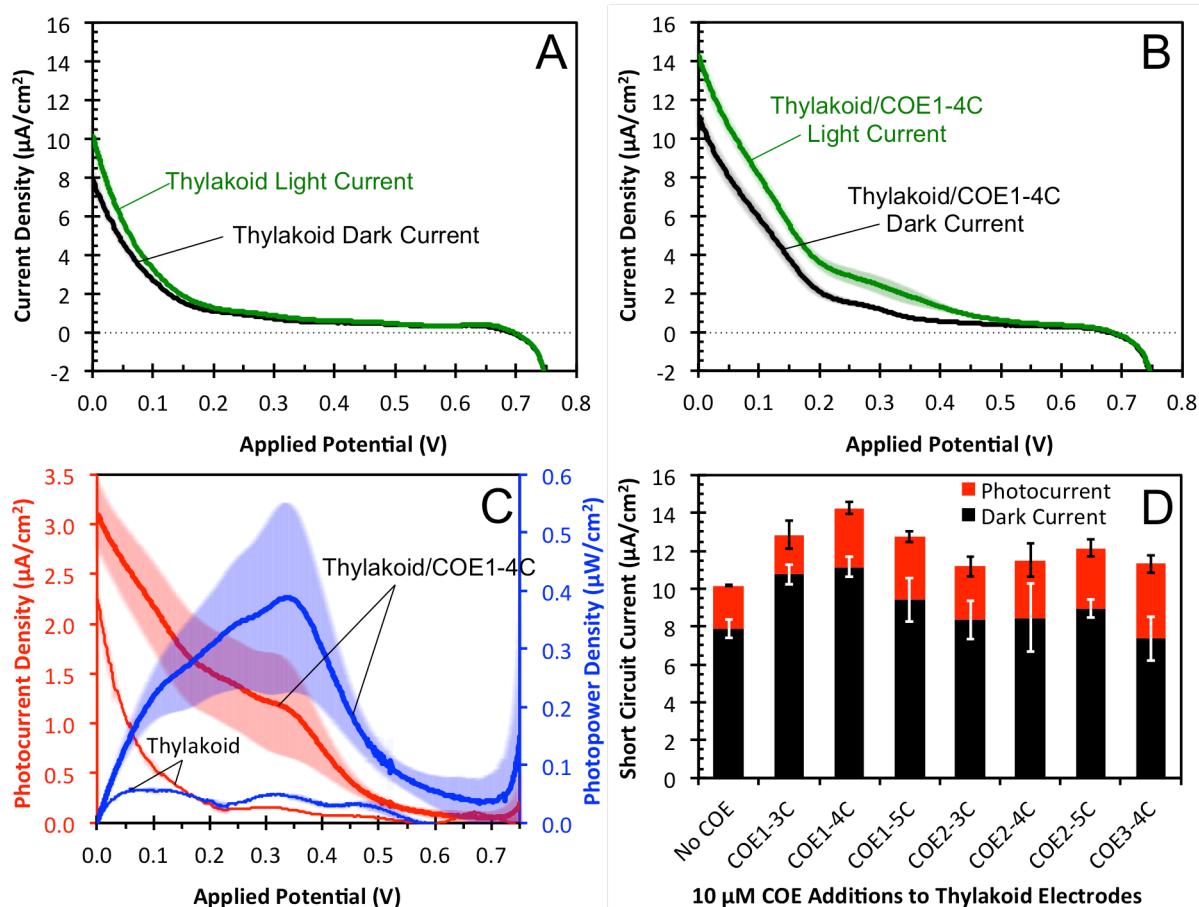 A
Current Density (µA/cm²)
16
14
12
10
8
6
4
2
0
-2
Thylakoid Light Current
Thylakoid Dark Current
0.0 0.1 0.2 0.3 0.4 0.5 0.6 0.7 0.8
Applied Potential (V)
B
Current Density (µA/cm²)
16
14
12
10
8
6
4
2
0
-2
Thylakoid/COE1-4C
Light Current
Thylakoid/COE1-4C
Dark Current
0.0 0.1 0.2 0.3 0.4 0.5 0.6 0.7 0.8
Applied Potential (V)
C
Photocurrent Density (µA/cm²)
3.5
3.0
2.5
2.0
1.5
1.0
0.5
0.0
Thylakoid/COE1-4C
Thylakoid
0.6
0.5
0.4
0.3
0.2
0.1
0.0
Photopower Density (µW/cm²)
0.0 0.1 0.2 0.3 0.4 0.5 0.6 0.7
Applied Potential (V)
D
Short Circuit Current (µA/cm²)
16
14
12
10
8
6
4
2
0
Photocurrent
Dark Current
No COE
COE1-3C
COE1-4C
COE1-5C
COE2-3C
COE2-4C
COE2-5C
COE3-4C
10 µM COE Additions to Thylakoid Electrodes